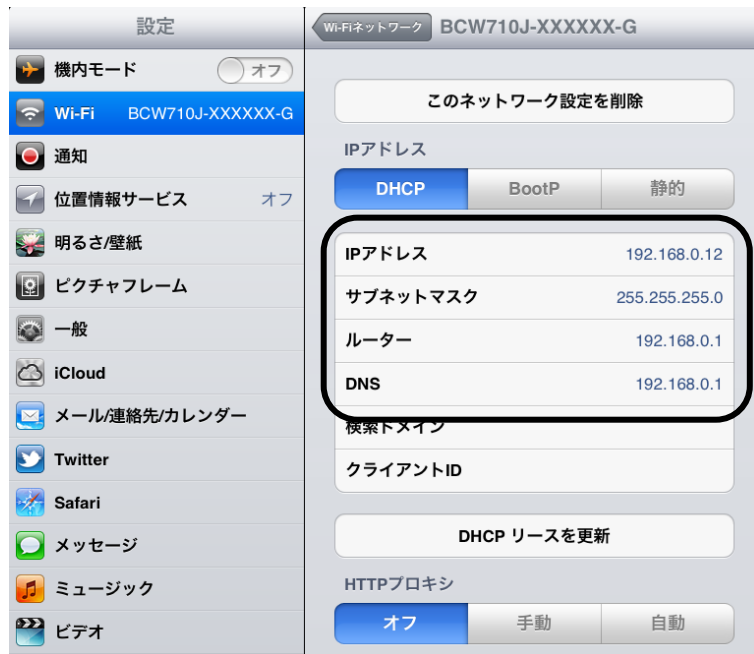 設定
機内モード オフ
Wi-Fi BCW710J-XXXXXX-G
通知
位置情報サービス オフ
明るさ/壁紙
ピクチャフレーム
一般
iCloud
メール/連絡先/カレンダー
Twitter
Safari
メッセージ
ミュージック
ビデオ
Wi-Fiネットワーク BCW710J-XXXXXX-G
このネットワーク設定を削除
IPアドレス
DHCP BootP 静的
IPアドレス 192.168.0.12
サブネットマスク 255.255.255.0
ルーター 192.168.0.1
DNS 192.168.0.1
検索ドメイン
クライアントID
DHCP リースを更新
HTTPプロキシ
オフ 手動 自動